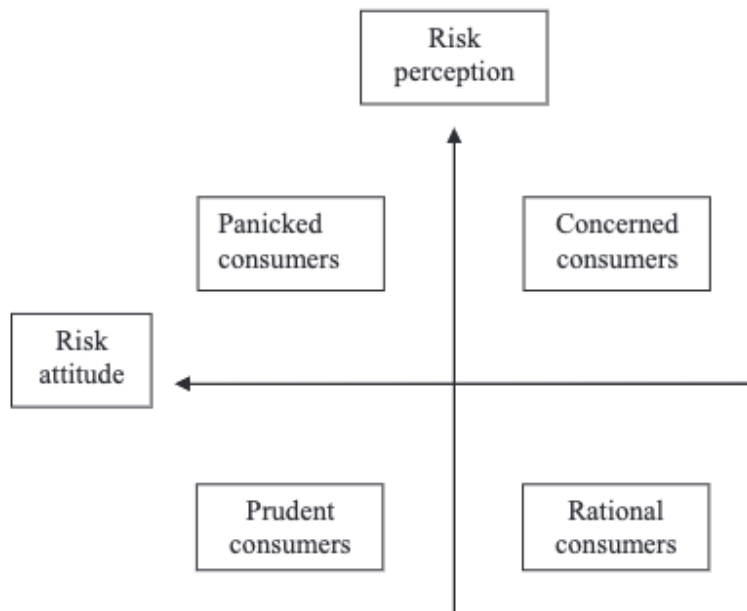 Risk
perception
Panicked
consumers
Concerned
consumers
Risk
attitude
Prudent
consumers
Rational
consumers